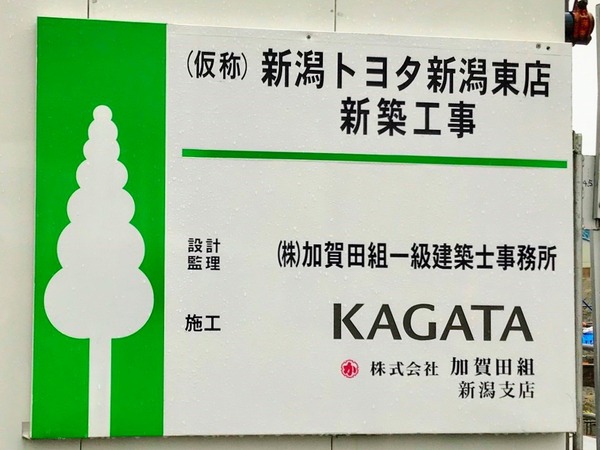 (仮称) 新潟トヨタ新潟東店
新築工事
設計
監理
(株)加賀田組一級建築士事務所
施工
KAGATA
株式会社 加賀田組
新潟支店